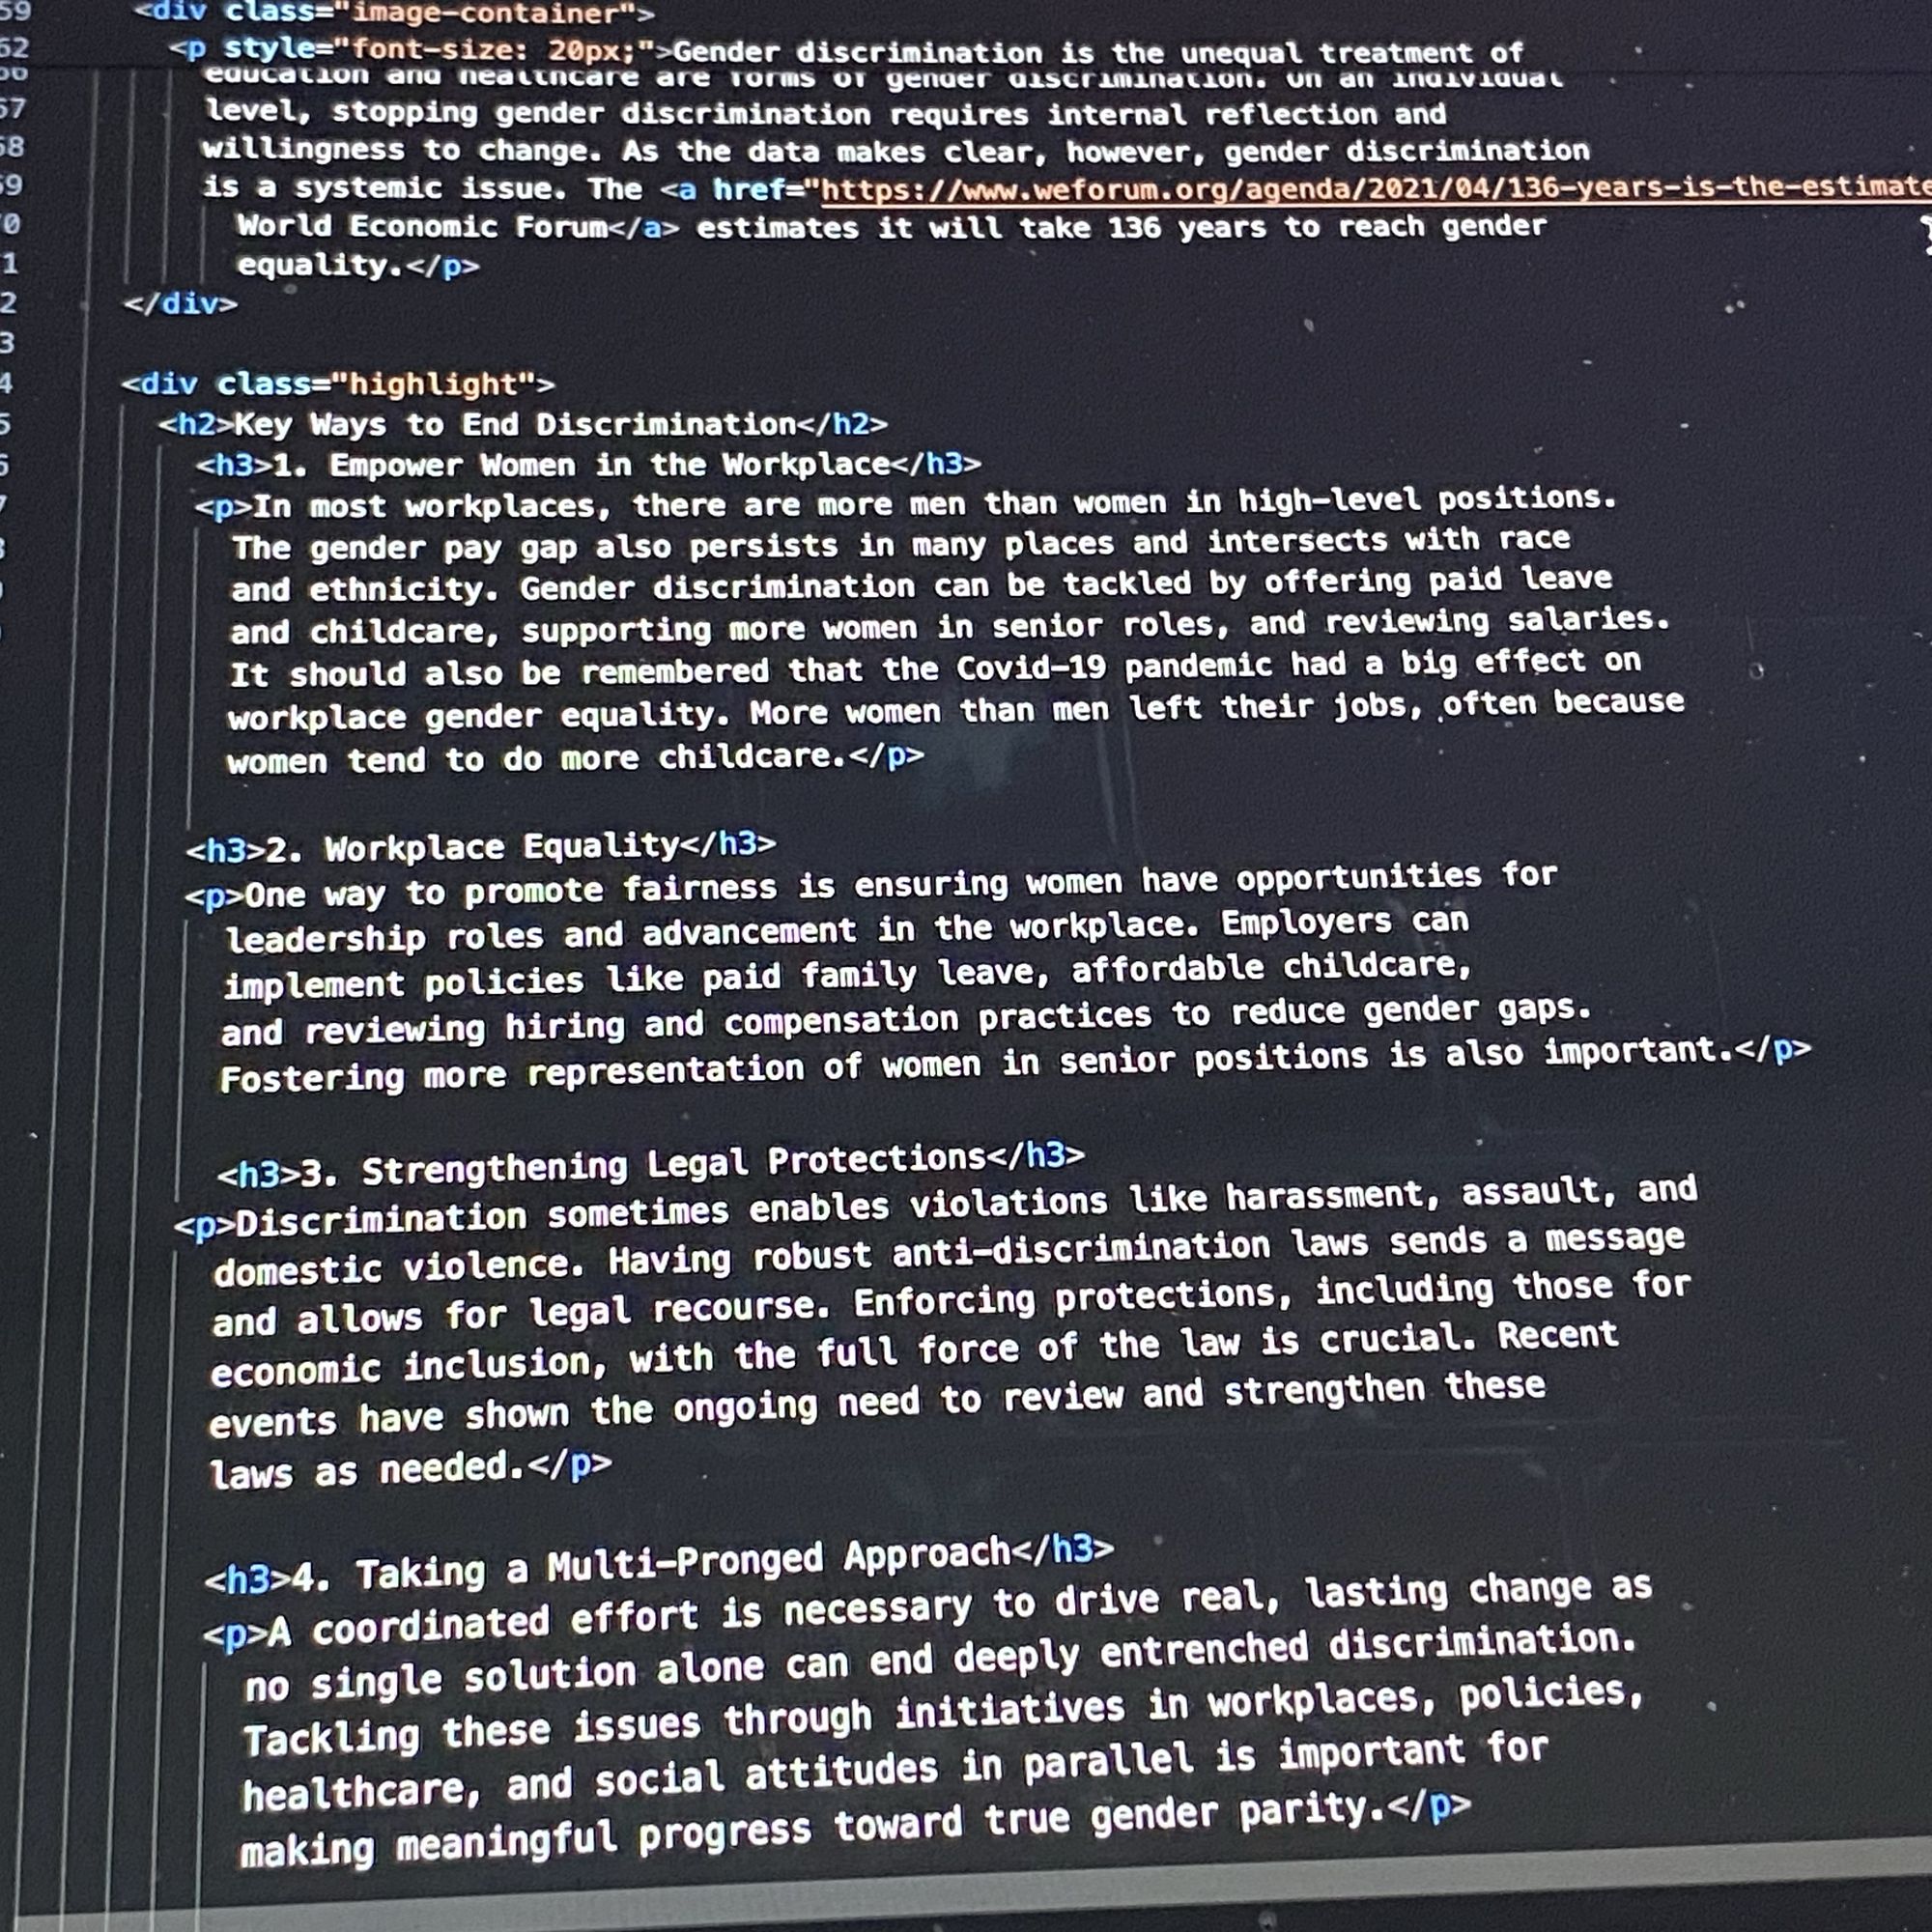 59 <div class="image-container">
62 <p style="font-size: 20px;">Gender discrimination is the unequal treatment of
education and healthcare are forms of gender discrimination. On an individual
67 level, stopping gender discrimination requires internal reflection and
68 willingness to change. As the data makes clear, however, gender discrimination
69 is a systemic issue. The <a href="https://www.weforum.org/agenda/2021/04/136-years-is-the-estimate
0 World Economic Forum</a> estimates it will take 136 years to reach gender
1 equality.</p>
2 </div>
3
4 <div class="highlight">
5 <h2>Key Ways to End Discrimination</h2>
6 <h3>1. Empower Women in the Workplace</h3>
7 <p>In most workplaces, there are more men than women in high-level positions.
The gender pay gap also persists in many places and intersects with race
and ethnicity. Gender discrimination can be tackled by offering paid leave
and childcare, supporting more women in senior roles, and reviewing salaries.
It should also be remembered that the Covid-19 pandemic had a big effect on
workplace gender equality. More women than men left their jobs, often because
women tend to do more childcare.</p>
<h3>2. Workplace Equality</h3>
<p>One way to promote fairness is ensuring women have opportunities for
leadership roles and advancement in the workplace. Employers can
implement policies like paid family leave, affordable childcare,
and reviewing hiring and compensation practices to reduce gender gaps.
Fostering more representation of women in senior positions is also important.</p>
<h3>3. Strengthening Legal Protections</h3>
<p>Discrimination sometimes enables violations like harassment, assault, and
domestic violence. Having robust anti-discrimination laws sends a message
and allows for legal recourse. Enforcing protections, including those for
economic inclusion, with the full force of the law is crucial. Recent
events have shown the ongoing need to review and strengthen these
laws as needed.</p>
<h3>4. Taking a Multi-Pronged Approach</h3>
<p>A coordinated effort is necessary to drive real, lasting change as
no single solution alone can end deeply entrenched discrimination.
Tackling these issues through initiatives in workplaces, policies,
healthcare, and social attitudes in parallel is important for
making meaningful progress toward true gender parity.</p>